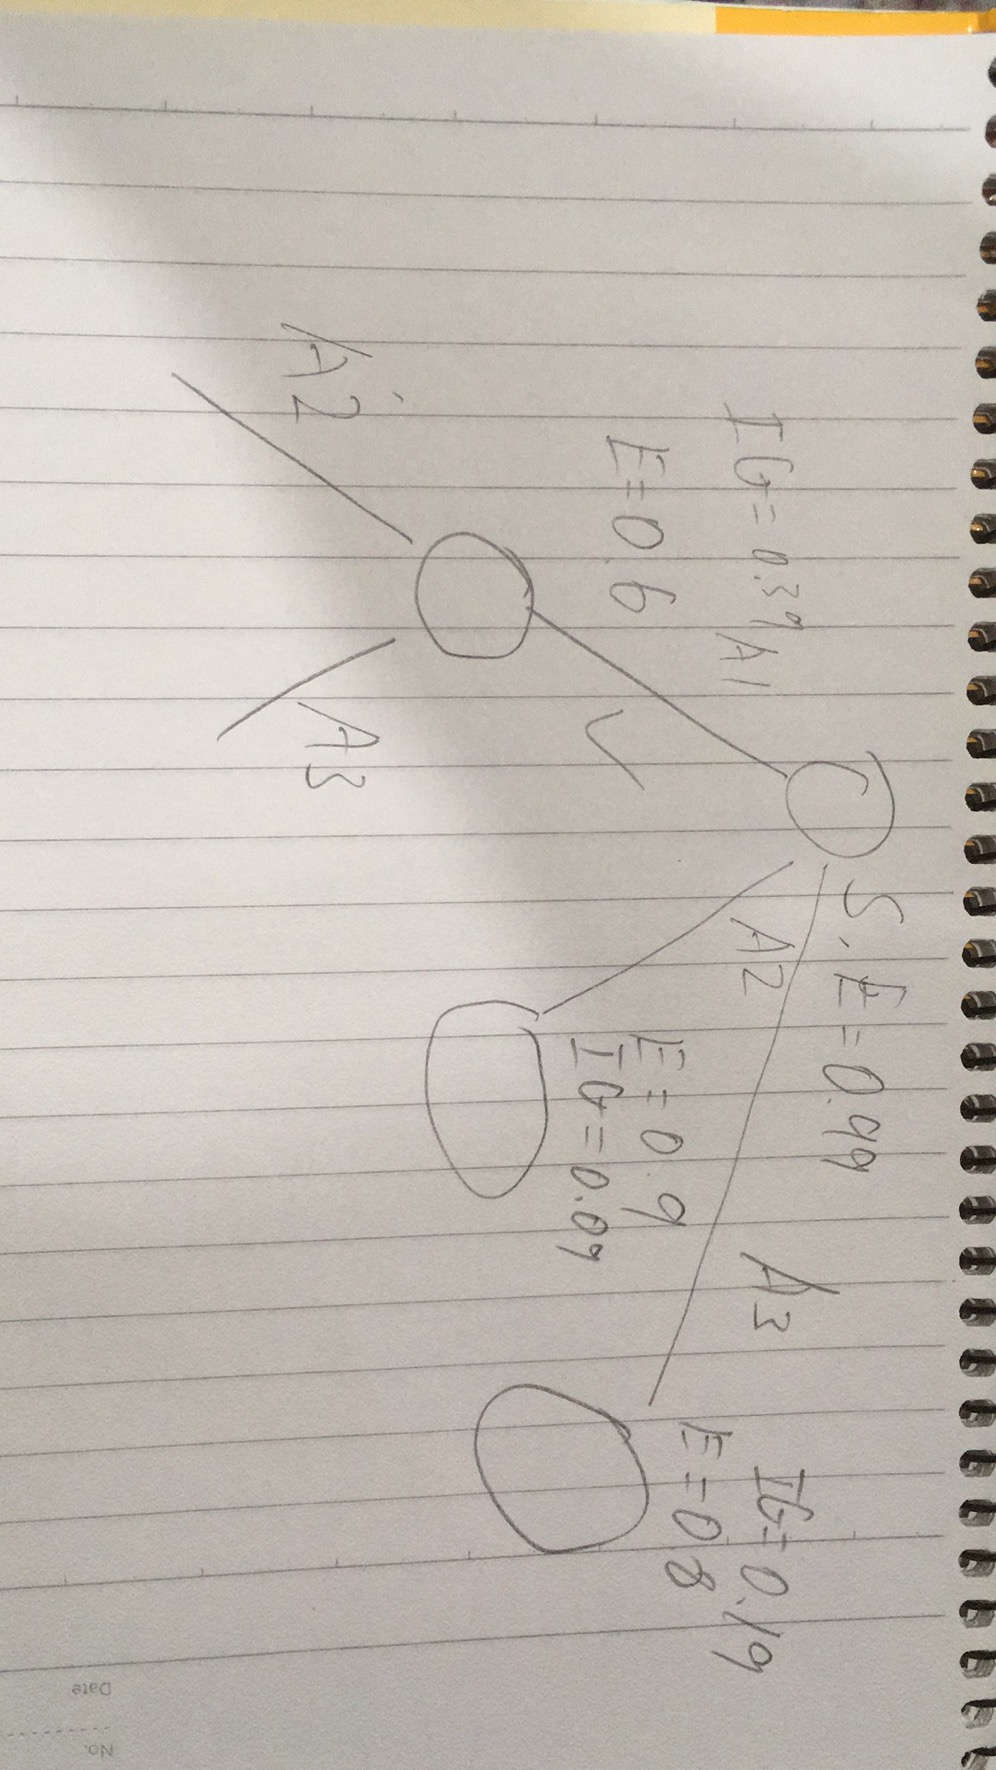 S. E=0.99
IG=0.39 A1
E=0.6
A2
A3
IG=0.19
E=0.8
E=0.9
IG=0.09
A2
A3
Date
No.